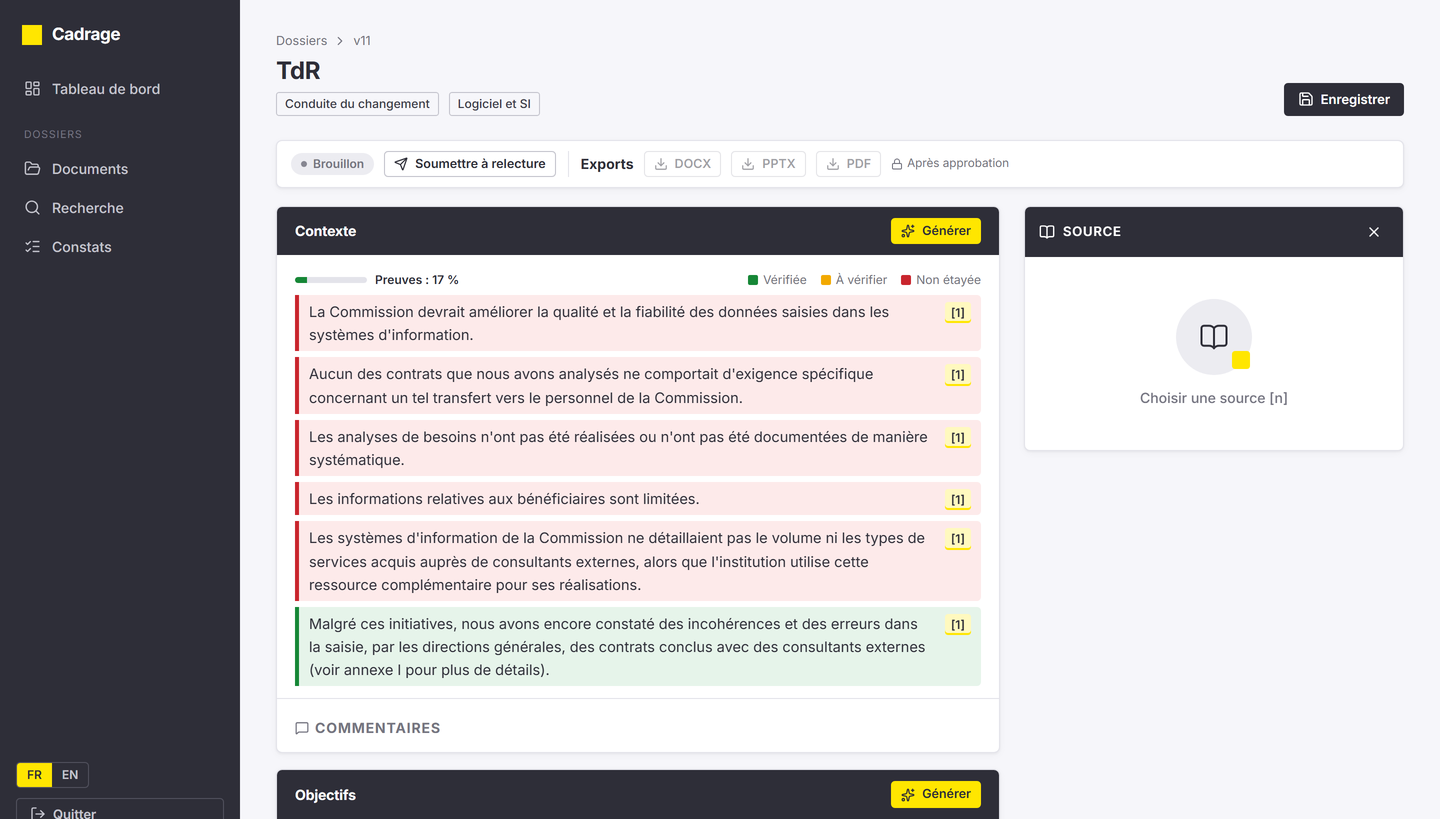 Cadrage
Tableau de bord
DOSSIERS
Documents
Recherche
Constats
FR
EN
Quitter
Dossiers > v11
TdR
Conduite du changement
Logiciel et SI
Enregistrer
Brouillon
Soumettre à relecture
Exports
DOCX
PPTX
PDF
Après approbation
Contexte
Générer
Preuves : 17 %
Vérifiée
À vérifier
Non étayée
La Commission devrait améliorer la qualité et la fiabilité des données saisies dans les
systèmes d'information.
[1]
Aucun des contrats que nous avons analysés ne comportait d'exigence spécifique
concernant un tel transfert vers le personnel de la Commission.
[1]
Les analyses de besoins n'ont pas été réalisées ou n'ont pas été documentées de manière
systématique.
[1]
Les informations relatives aux bénéficiaires sont limitées.
[1]
Les systèmes d'information de la Commission ne détaillaient pas le volume ni les types de
services acquis auprès de consultants externes, alors que l'institution utilise cette
ressource complémentaire pour ses réalisations.
[1]
Malgré ces initiatives, nous avons encore constaté des incohérences et des erreurs dans
la saisie, par les directions générales, des contrats conclus avec des consultants externes
(voir annexe I pour plus de détails).
[1]
COMMENTAIRES
Objectifs
Générer
SOURCE
Choisir une source [n]